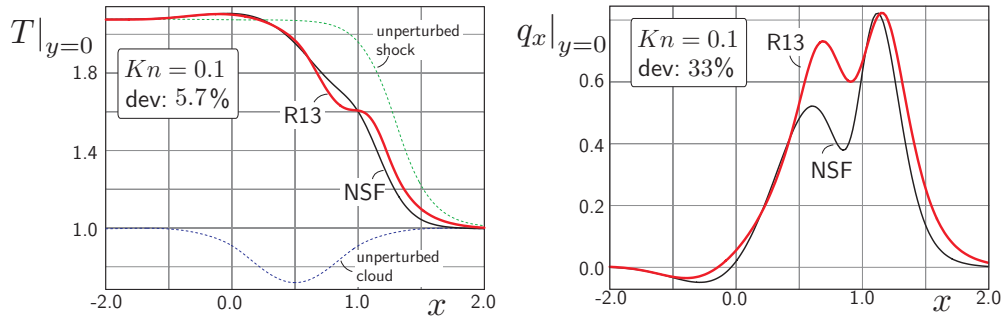 T|y=0
Kn = 0.1
dev: 5.7%
unperturbed
shock
1.8
R13
1.4
NSF
1.0
unperturbed
cloud
-2.0
0.0
1.0
x
2.0
qx|y=0
Kn = 0.1
dev: 33%
R13
0.6
0.4
NSF
0.2
0.0
-2.0
0.0
1.0
x
2.0